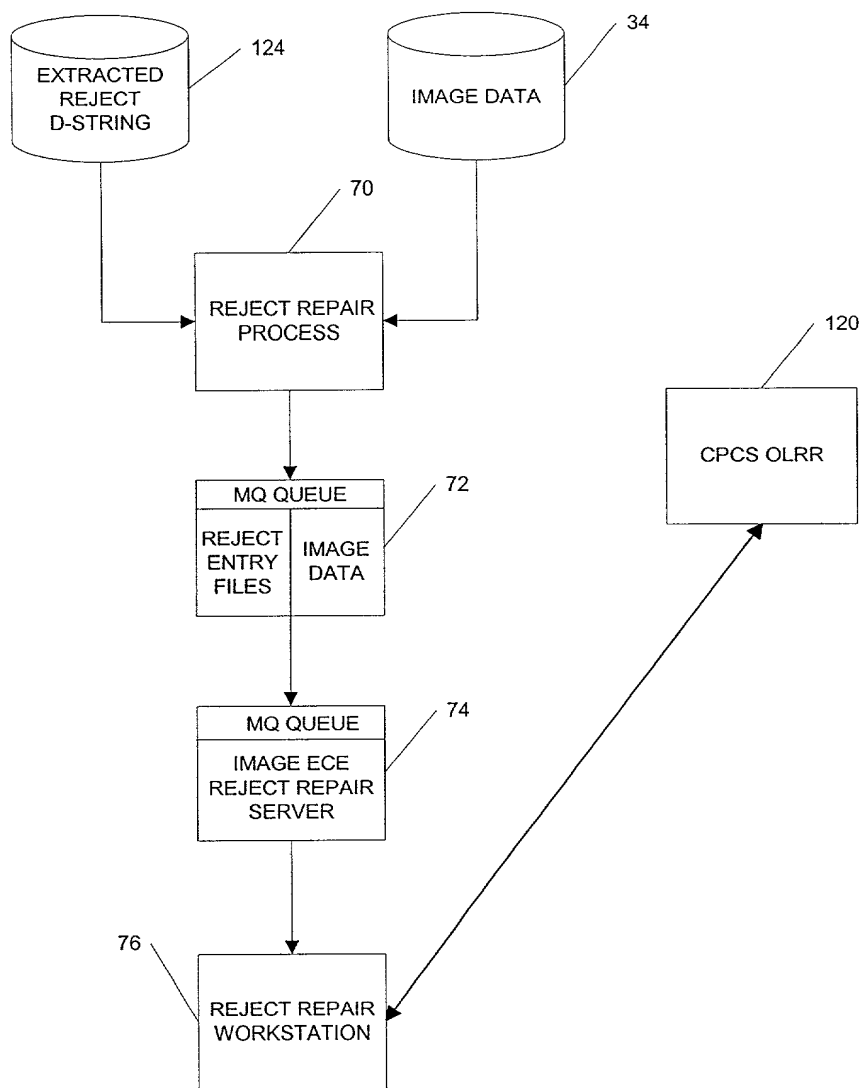 124
EXTRACTED
REJECT
D-STRING
34
IMAGE DATA
70
REJECT REPAIR
PROCESS
120
CPCS OLRR
72
MQ QUEUE
REJECT
ENTRY
FILES
IMAGE
DATA
74
MQ QUEUE
IMAGE ECE
REJECT REPAIR
SERVER
76
REJECT REPAIR
WORKSTATION